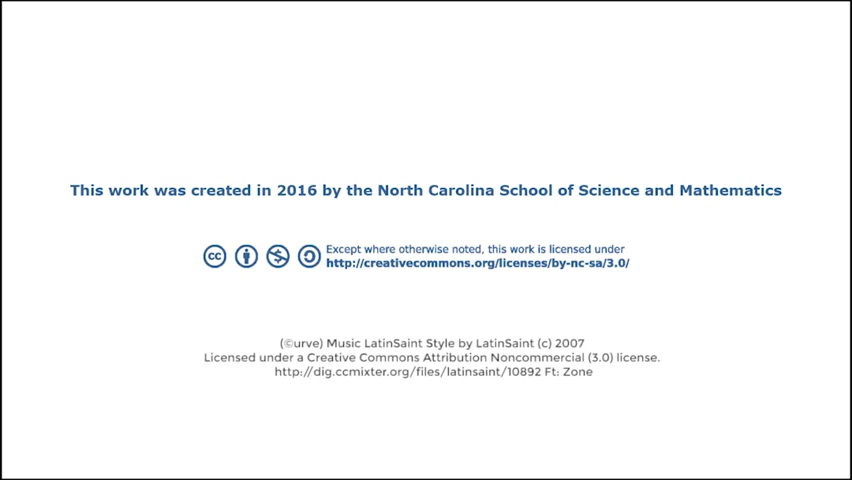 This work was created in 2016 by the North Carolina School of Science and Mathematics
cc
Except where otherwise noted, this work is licensed under
http://creativecommons.org/licenses/by-nc-sa/3.0/
(©urve) Music LatinSaint Style by LatinSaint (c) 2007
Licensed under a Creative Commons Attribution Noncommercial (3.0) license.
http://dig.ccmixter.org/files/latinsaint/10892 Ft: Zone